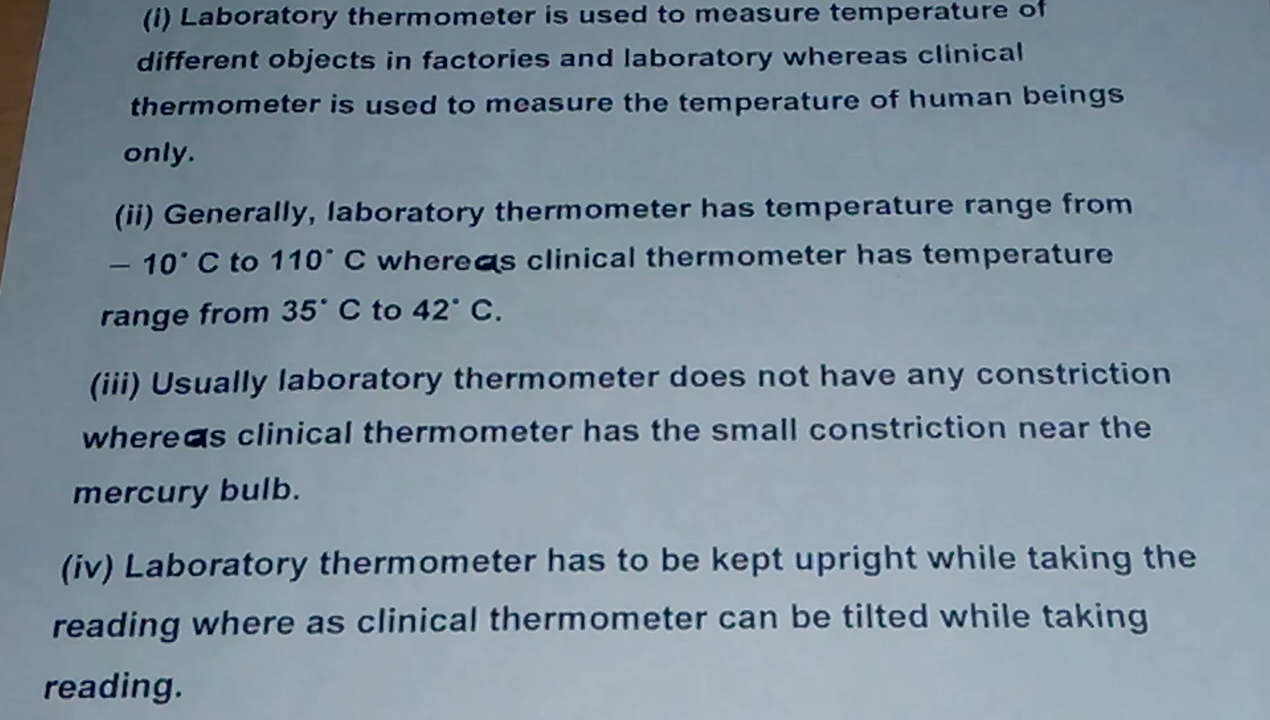 (i) Laboratory thermometer is used to measure temperature of
different objects in factories and laboratory whereas clinical
thermometer is used to measure the temperature of human beings
only.
(ii) Generally, laboratory thermometer has temperature range from
– 10° C to 110° C whereas clinical thermometer has temperature
range from 35° C to 42° C.
(iii) Usually laboratory thermometer does not have any constriction
whereas clinical thermometer has the small constriction near the
mercury bulb.
(iv) Laboratory thermometer has to be kept upright while taking the
reading where as clinical thermometer can be tilted while taking
reading.